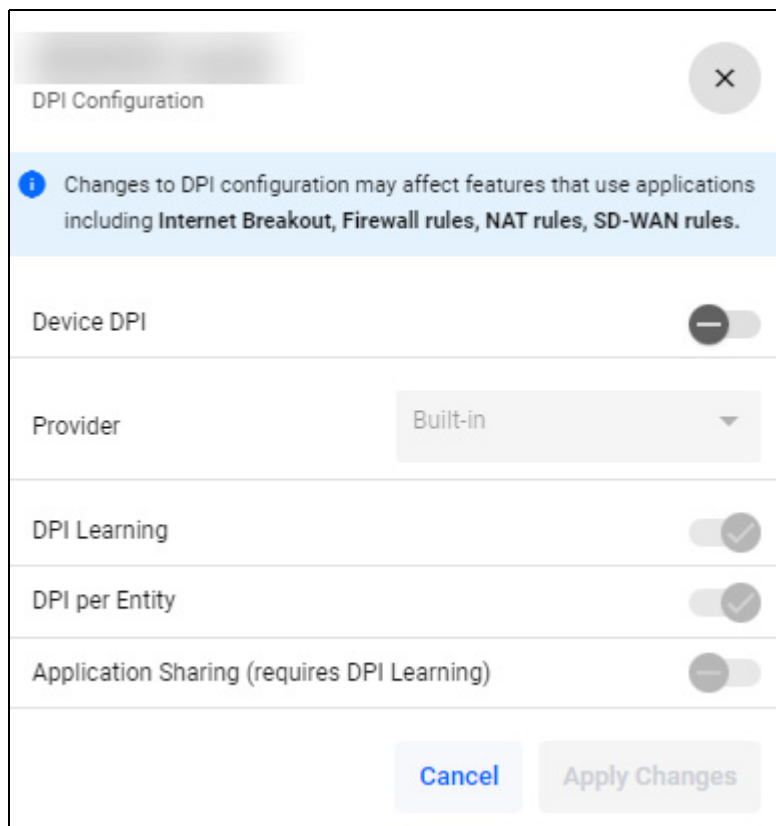 DPI Configuration
Changes to DPI configuration may affect features that use applications
including Internet Breakout, Firewall rules, NAT rules, SD-WAN rules.
Device DPI
Provider
Built-in
DPI Learning
DPI per Entity
Application Sharing (requires DPI Learning)
Cancel
Apply Changes